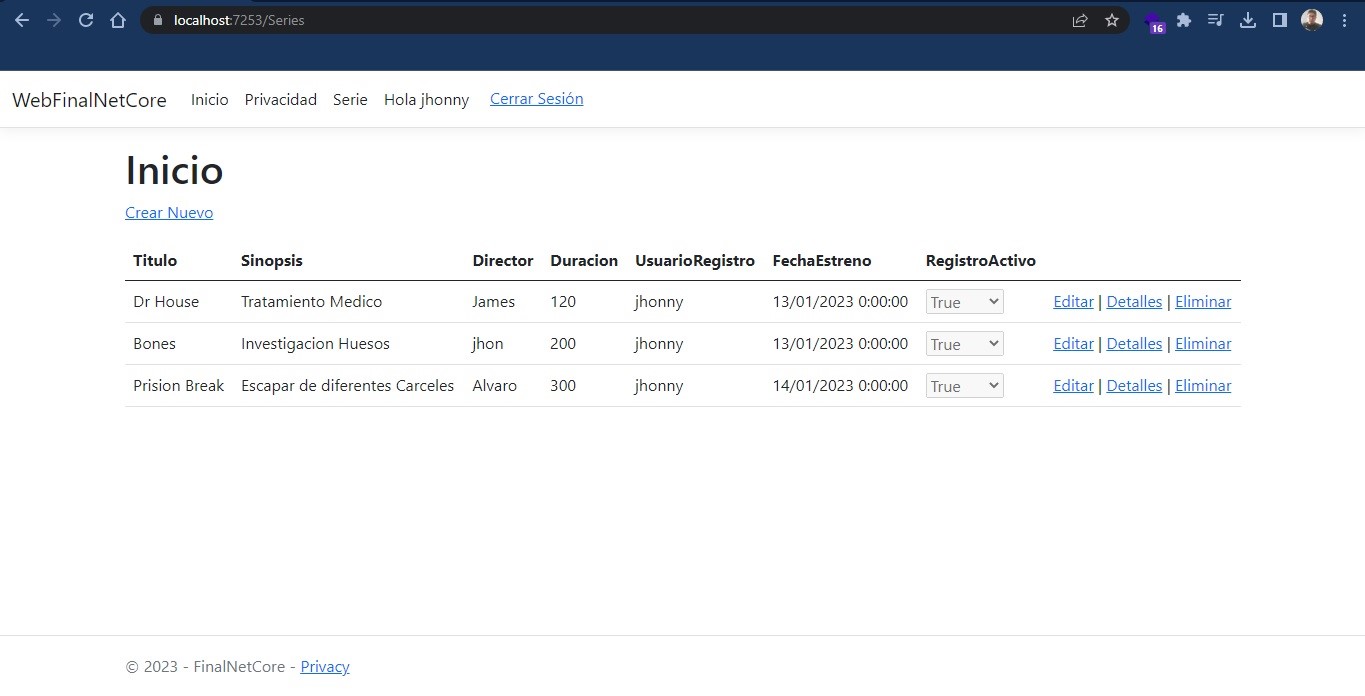 localhost:7253/Series
16
WebFinalNetCore Inicio Privacidad Serie Hola jhonny Cerrar Sesión
Inicio
Crear Nuevo
Titulo Sinopsis Director Duracion UsuarioRegistro FechaEstreno RegistroActivo
Dr House Tratamiento Medico James 120 jhonny 13/01/2023 0:00:00 True Editar | Detalles | Eliminar
Bones Investigacion Huesos jhon 200 jhonny 13/01/2023 0:00:00 True Editar | Detalles | Eliminar
Prision Break Escapar de diferentes Carceles Alvaro 300 jhonny 14/01/2023 0:00:00 True Editar | Detalles | Eliminar
© 2023 - FinalNetCore - Privacy